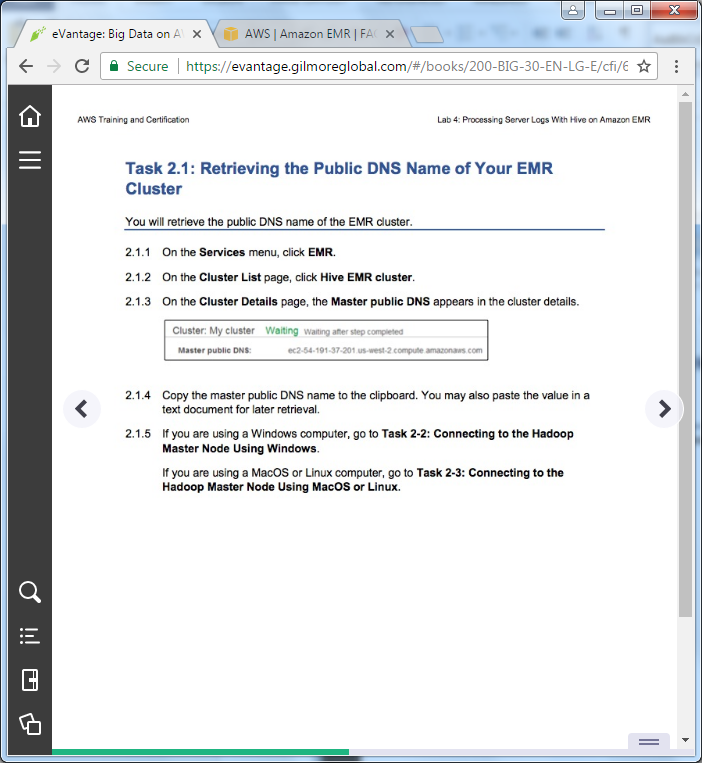 eVantage: Big Data on A
AWS | Amazon EMR | FA
Secure https://evantage.gilmoreglobal.com/#/books/200-BIG-30-EN-LG-E/cfi/6
AWS Training and Certification Lab 4: Processing Server Logs With Hive on Amazon EMR
Task 2.1: Retrieving the Public DNS Name of Your EMR
Cluster
You will retrieve the public DNS name of the EMR cluster.
2.1.1 On the Services menu, click EMR.
2.1.2 On the Cluster List page, click Hive EMR cluster.
2.1.3 On the Cluster Details page, the Master public DNS appears in the cluster details.
Cluster: My cluster Waiting Waiting after step completed
Master public DNS: ec2-54-191-37-201.us-west-2.compute.amazonaws.com
2.1.4 Copy the master public DNS name to the clipboard. You may also paste the value in a
text document for later retrieval.
2.1.5 If you are using a Windows computer, go to Task 2-2: Connecting to the Hadoop
Master Node Using Windows.
If you are using a MacOS or Linux computer, go to Task 2-3: Connecting to the
Hadoop Master Node Using MacOS or Linux.